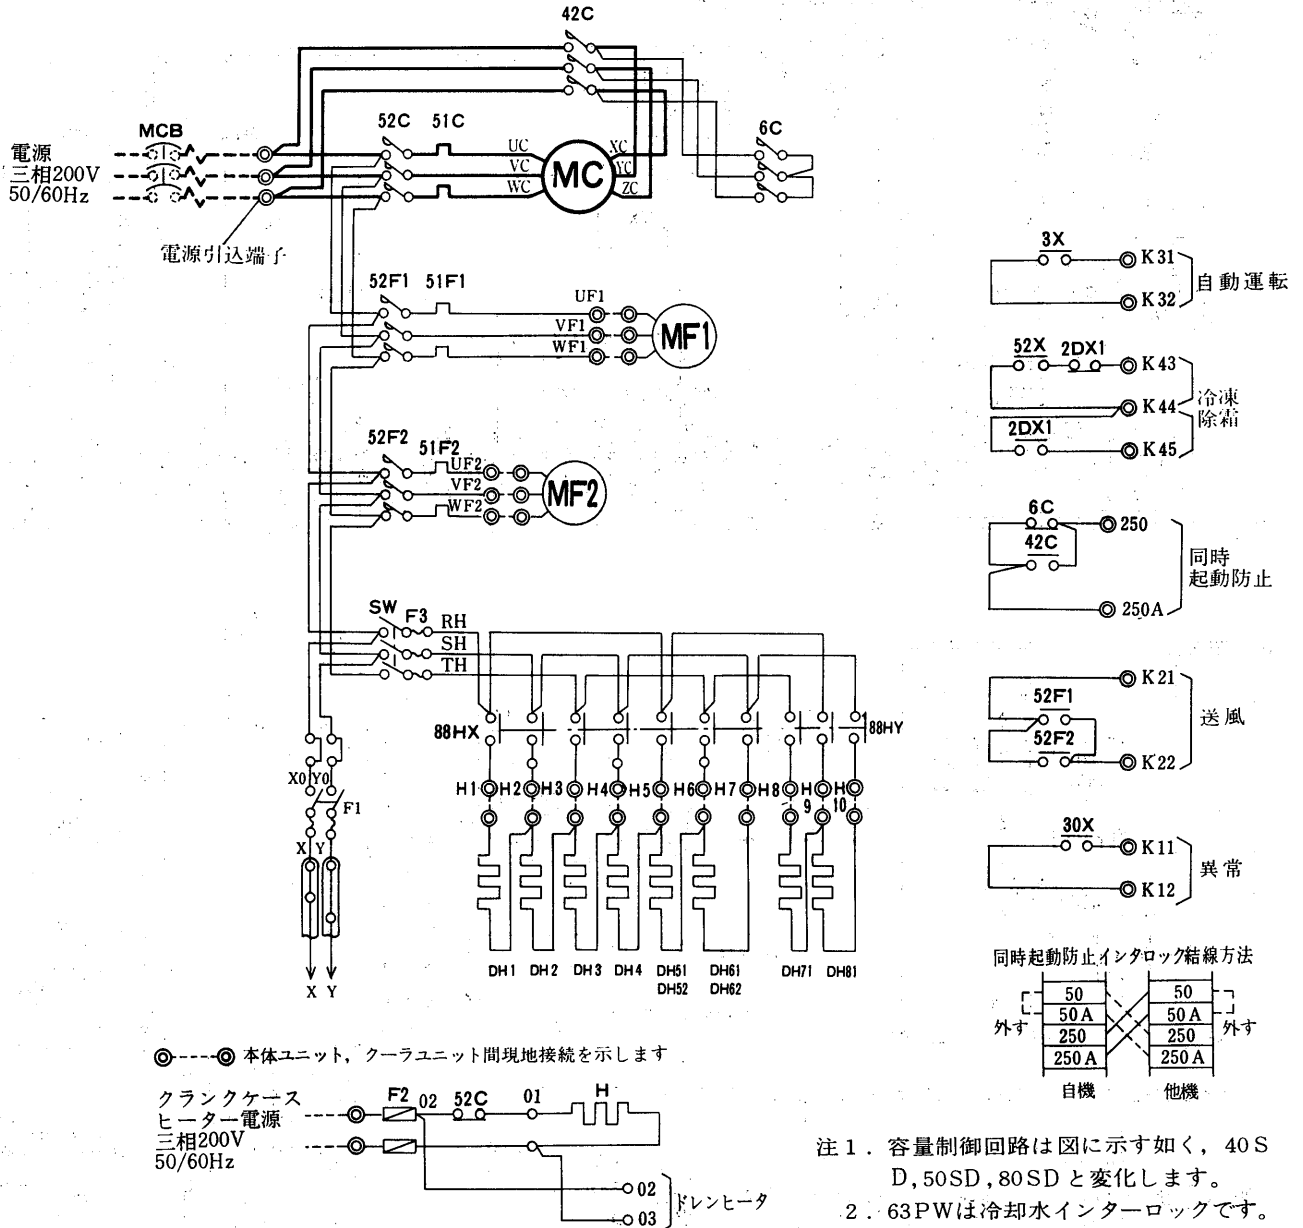 42C
MCB
52C
51C
6C
電源
三相200V
50/60Hz
UC
VC
WC
MC
XC
YC
ZC
電源引込端子
52F1
51F1
UF1
VF1
WF1
MF1
52F2
51F2
UF2
VF2
WF2
MF2
SW
F3
RH
SH
TH
88HX
88HY
X0
Y0
F1
X
Y
H1
H2
H3
H4
H5
H6
H7
H8
H
9
H
10
DH1
DH2
DH3
DH4
DH51
DH52
DH61
DH62
DH71
DH81
X
Y
3X
K31
K32
自動運転
52X
2DX1
K43
K44
冷凍
除霜
2DX1
K45
6C
250
42C
同時
起動防止
250A
K21
52F1
送風
52F2
K22
30X
K11
異常
K12
同時起動防止インタロック結線方法
50
50A
250
250A
50
50A
250
250A
外す
外す
自機
他機
本体ユニット，クーラユニット間現地接続を示します
クランクケース
ヒーター電源
三相200V
50/60Hz
F2
02
52C
01
H
02
03
ドレンヒータ
注1．容量制御回路は図に示す如く，40S
D,50SD,80SDと変化します。
2．63PWは冷却水インターロックです。